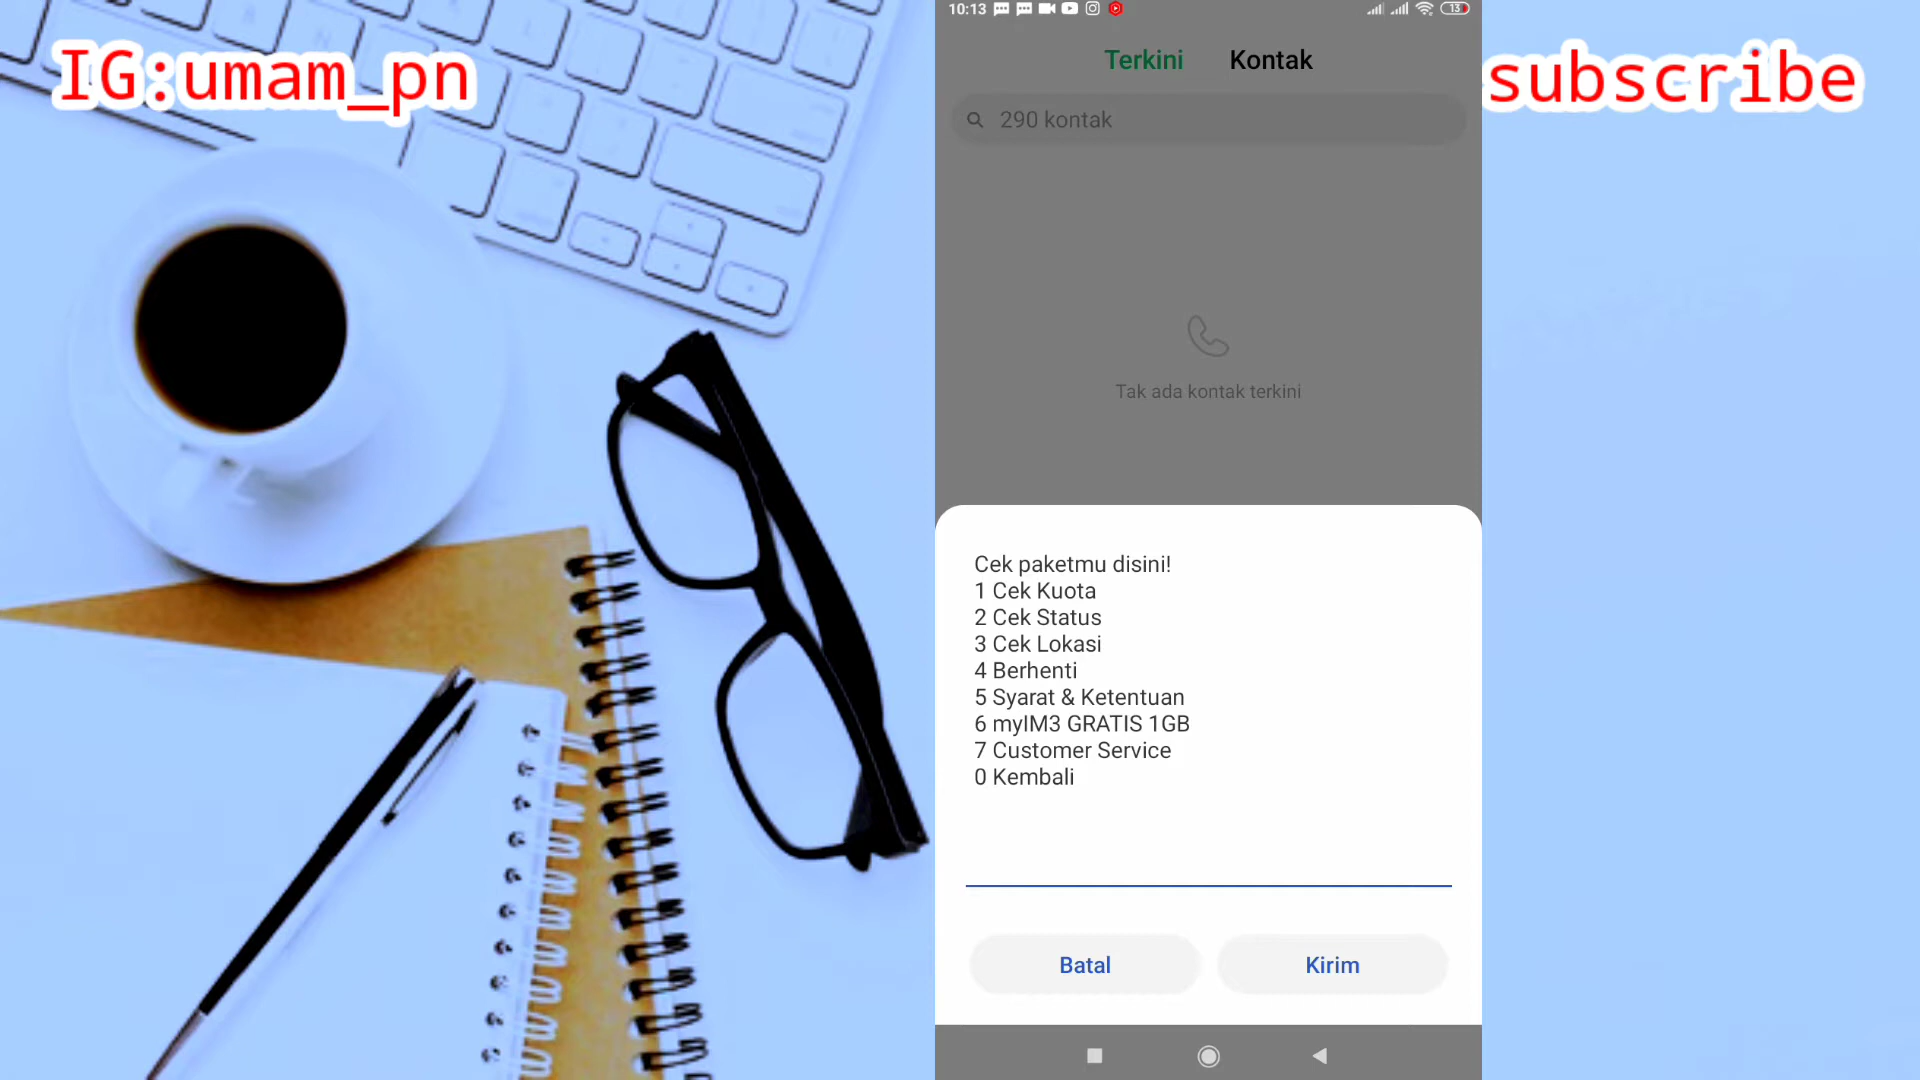 IG:umam_pn
subscribe
10:13
13
Terkini
Kontak
290 kontak
Tak ada kontak terkini
Cek paketmu disini!
1 Cek Kuota
2 Cek Status
3 Cek Lokasi
4 Berhenti
5 Syarat & Ketentuan
6 myIM3 GRATIS 1GB
7 Customer Service
0 Kembali
Batal
Kirim